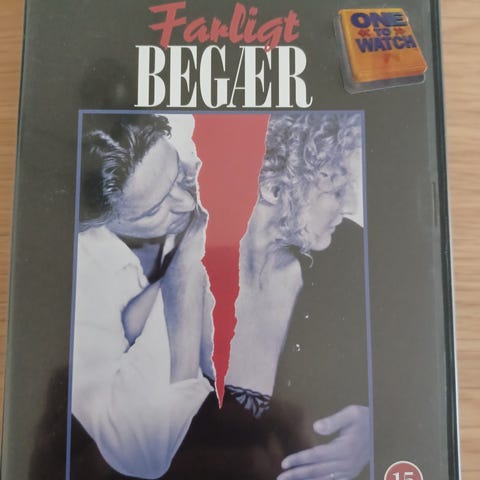 Farligt
BEGÆR
ONE
TO
WATCH
15